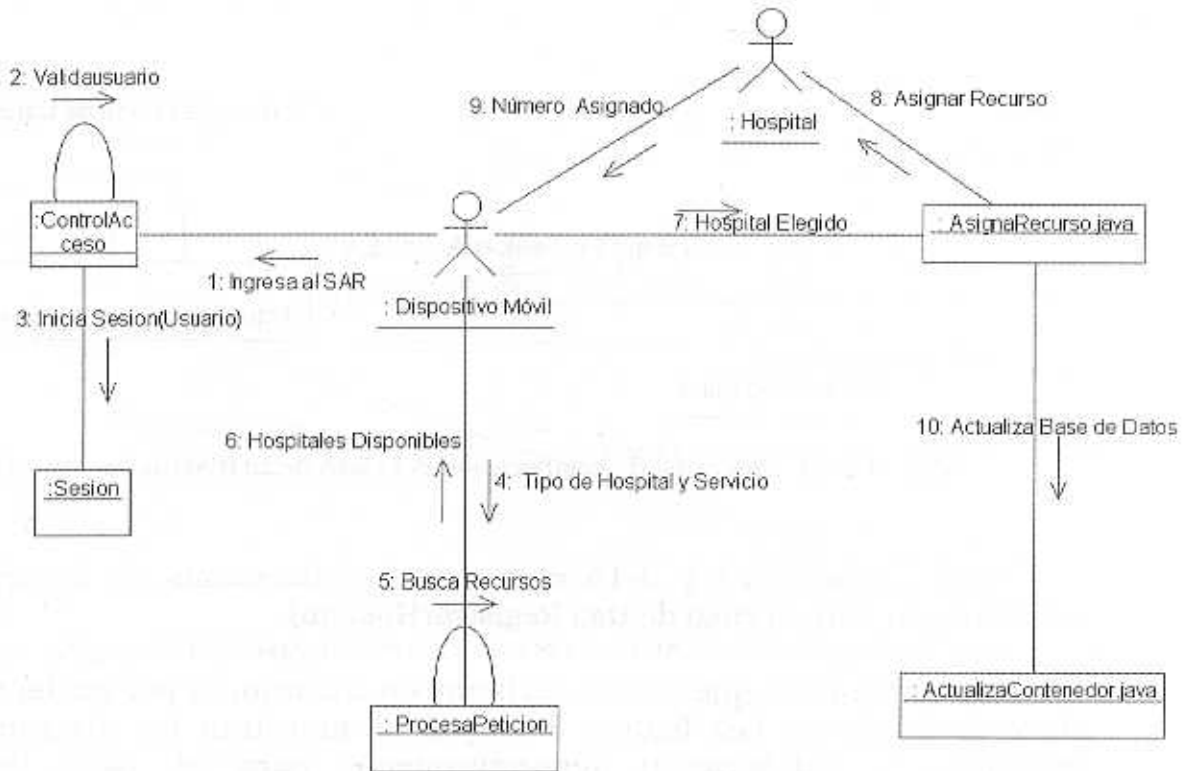 2: Validausuario
9: Número Asignado
8: Asignar Recurso
: Hospital
:ControlAc
ceso
7: Hospital Elegido
: AsignaRecurso.java
1: Ingresa al SAR
3: Inicia Sesion(Usuario)
: Dispositivo Móvil
6: Hospitales Disponibles
10: Actualiza Base de Datos
:Sesion
4: Tipo de Hospital y Servicio
5: Busca Recursos
: ProcesaPeticion
: ActualizaContenedor.java